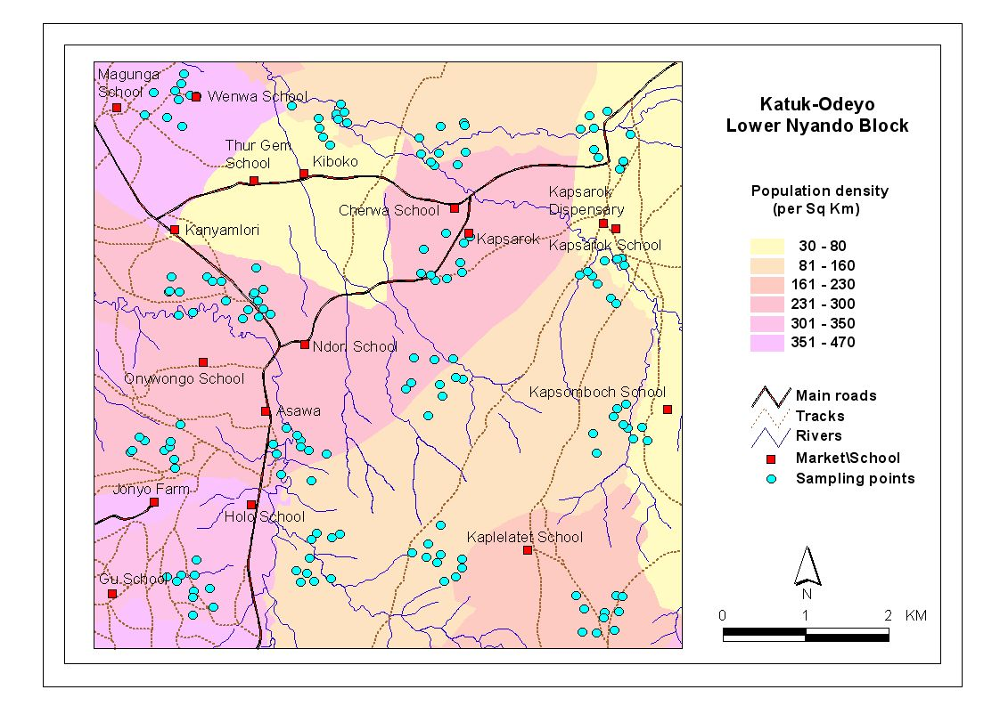 Magunga
School
Wenwa School
Thur Gem
School
Kiboko
Kapsarok
Dispensary
Cherwa School
Kanyamlori
Kapsarok
Kapsarok School
Ndori School
Onywongo School
Kapsomboch School
Asawa
Jonyo Farm
Holo School
Kaplelatet School
Gu School
Katuk-Odeyo
Lower Nyando Block
Population density
(per Sq Km)
30 - 80
81 - 160
161 - 230
231 - 300
301 - 350
351 - 470
Main roads
Tracks
Rivers
Market\School
Sampling points
N
0 1 2 KM